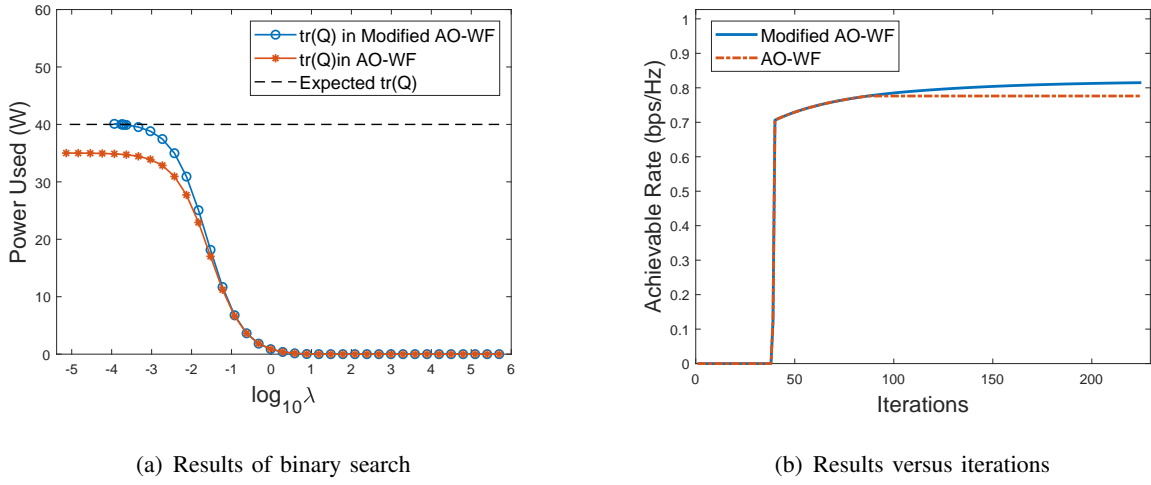 60
50
40
30
20
10
0
Power Used (W)
tr(Q) in Modified AO-WF
tr(Q)in AO-WF
Expected tr(Q)
-5 -4 -3 -2 -1 0 1 2 3 4 5 6
log10λ
(a) Results of binary search
1
0.9
0.8
0.7
0.6
0.5
0.4
0.3
0.2
0.1
0
Achievable Rate (bps/Hz)
Modified AO-WF
AO-WF
0 50 100 150 200
Iterations
(b) Results versus iterations